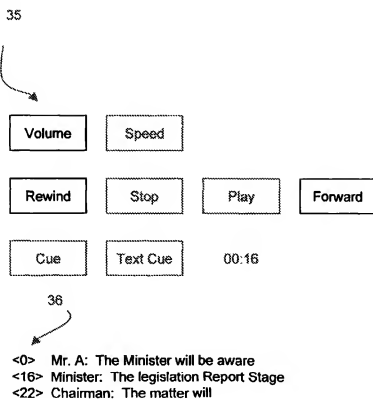 35
Volume Speed
Rewind Stop Play Forward
Cue Text Cue 00:16
36
<0> Mr. A: The Minister will be aware
<16> Minister: The legislation Report Stage
<22> Chairman: The matter will